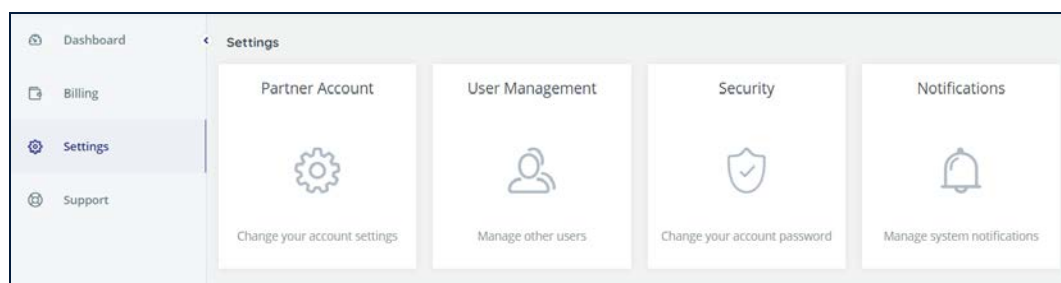 Dashboard
Billing
Settings
Support
Settings
Partner Account
Change your account settings
User Management
Manage other users
Security
Change your account password
Notifications
Manage system notifications